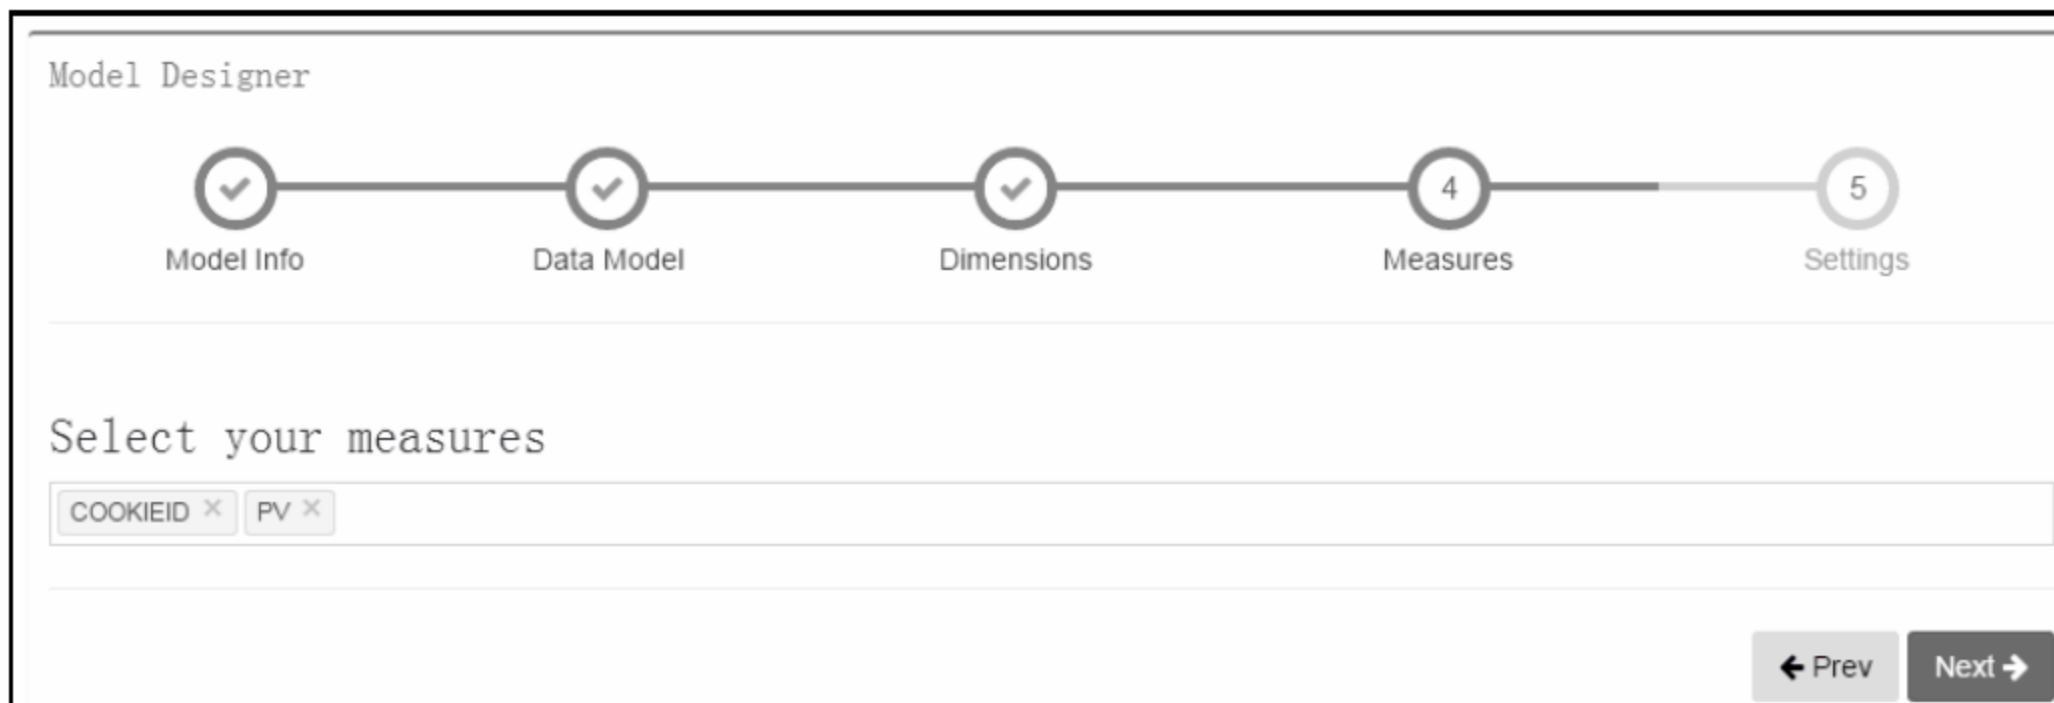 Model Designer
4
5
Model Info
Data Model
Dimensions
Measures
Settings
Select your measures
COOKIEID × PV ×
Prev
Next